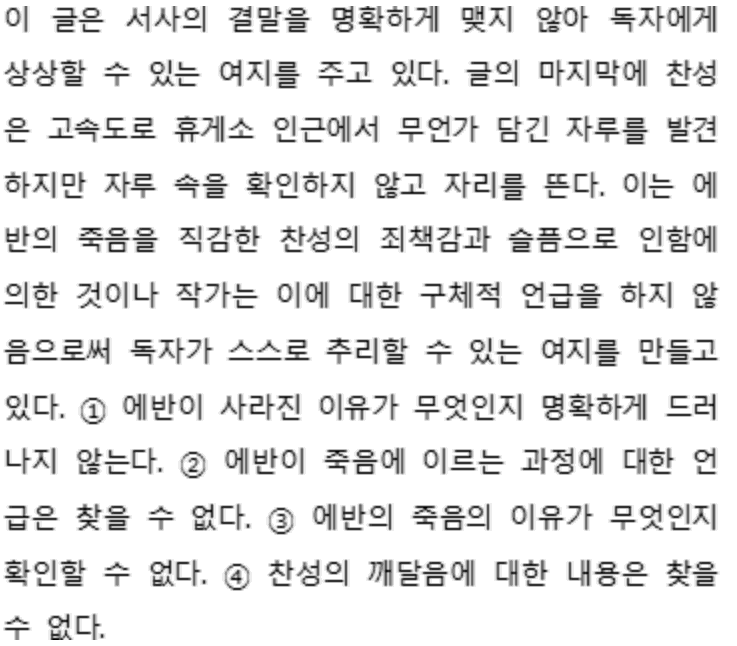 이 글은 서사의 결말을 명확하게 맺지 않아 독자에게
상상할 수 있는 여지를 주고 있다. 글의 마지막에 찬성
은 고속도로 휴게소 인근에서 무언가 담긴 자루를 발견
하지만 자루 속을 확인하지 않고 자리를 뜬다. 이는 에
반의 죽음을 직감한 찬성의 죄책감과 슬픔으로 인함에
의한 것이나 작가는 이에 대한 구체적 언급을 하지 않
음으로써 독자가 스스로 추리할 수 있는 여지를 만들고
있다. ① 에반이 사라진 이유가 무엇인지 명확하게 드러
나지 않는다. ② 에반이 죽음에 이르는 과정에 대한 언
급은 찾을 수 없다. ③ 에반의 죽음의 이유가 무엇인지
확인할 수 없다. ④ 찬성의 깨달음에 대한 내용은 찾을
수 없다.